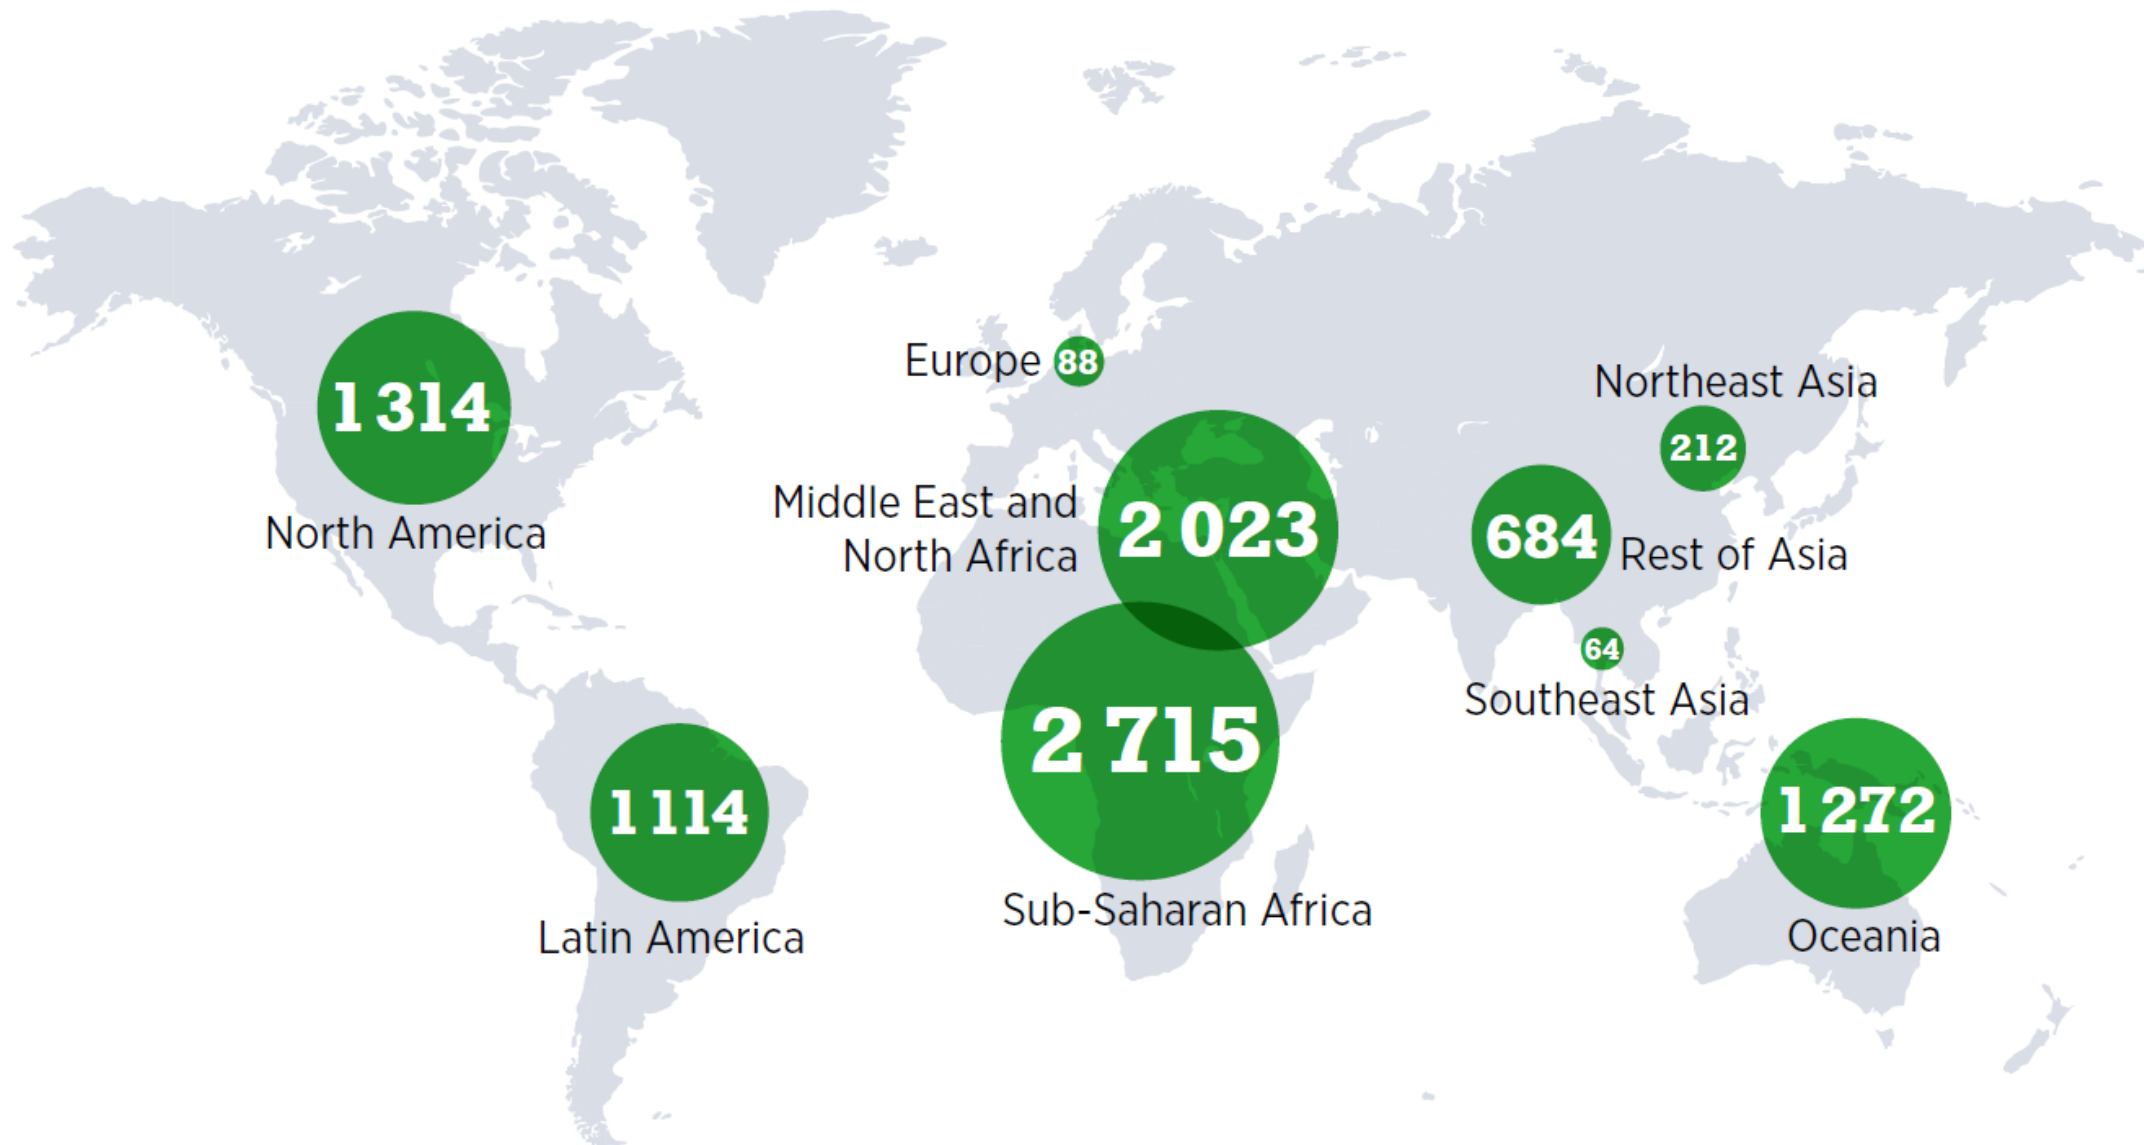 1 314
North America
Europe
88
Northeast Asia
212
Middle East and
North Africa
2 023
684
Rest of Asia
64
Southeast Asia
2 715
Sub-Saharan Africa
1 114
Latin America
1 272
Oceania